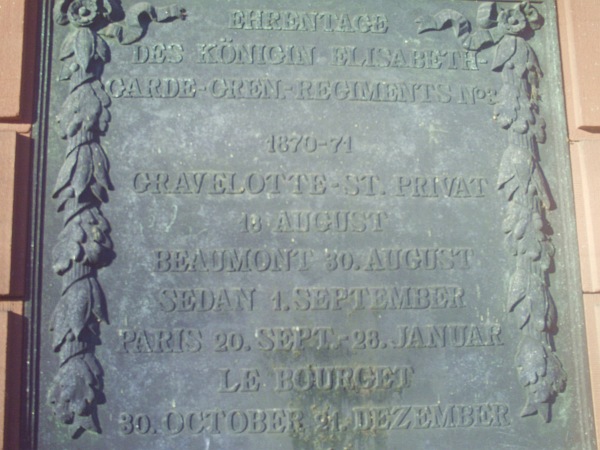 EHRENTAGE
DES KÖNIGIN ELISABETH-
GARDE-GREN.-REGIMENTS No3
1870-71
GRAVELOTTE-ST. PRIVAT
18 AUGUST
BEAUMONT 30. AUGUST
SEDAN 1. SEPTEMBER
PARIS 20. SEPT.-28. JANUAR
LE BOURGET
30. OCTOBER 21. DEZEMBER